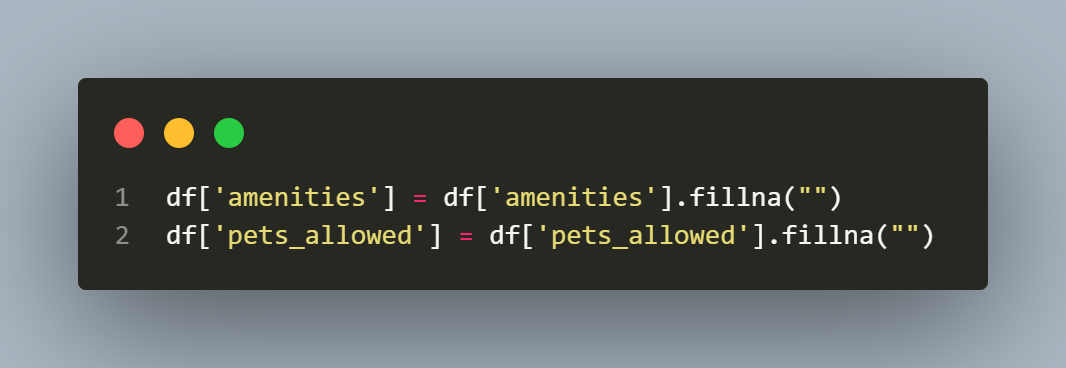 1 df['amenities'] = df['amenities'].fillna("")
2 df['pets_allowed'] = df['pets_allowed'].fillna("")